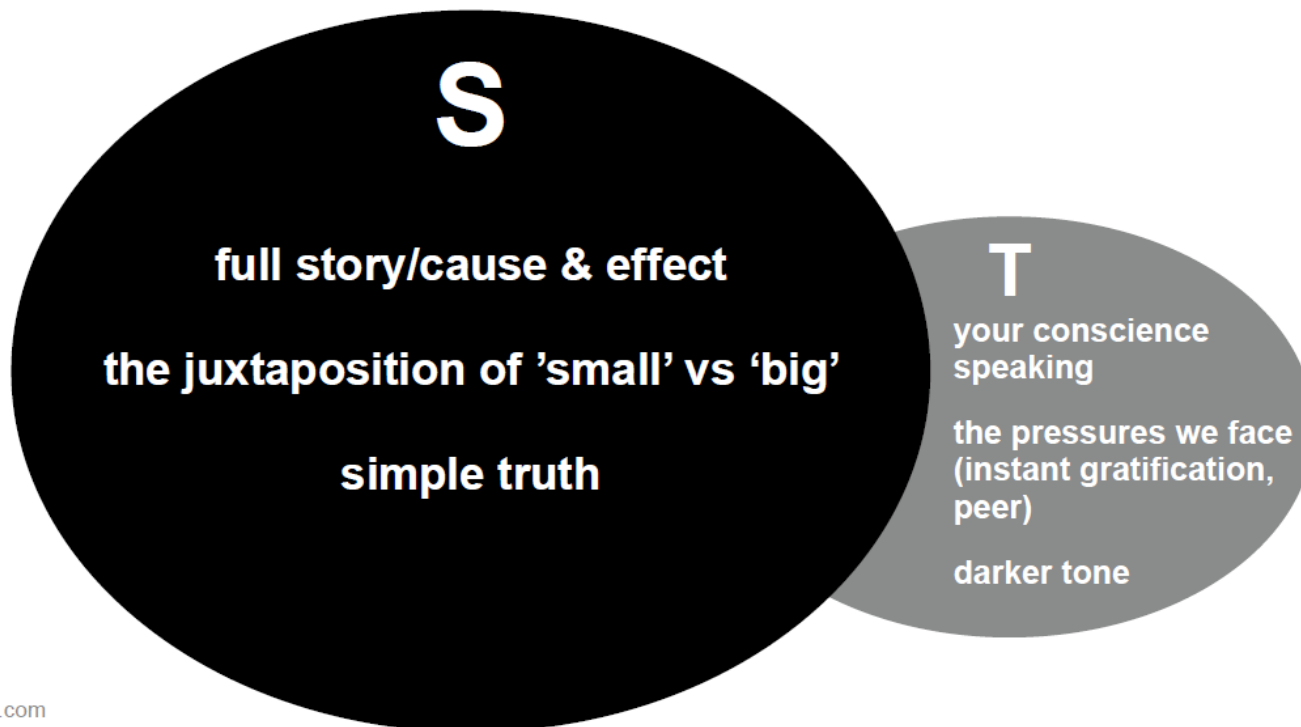 S
full story/cause & effect
the juxtaposition of ’small’ vs ‘big’
simple truth
T
your conscience
speaking
the pressures we face
(instant gratification,
peer)
darker tone
.com